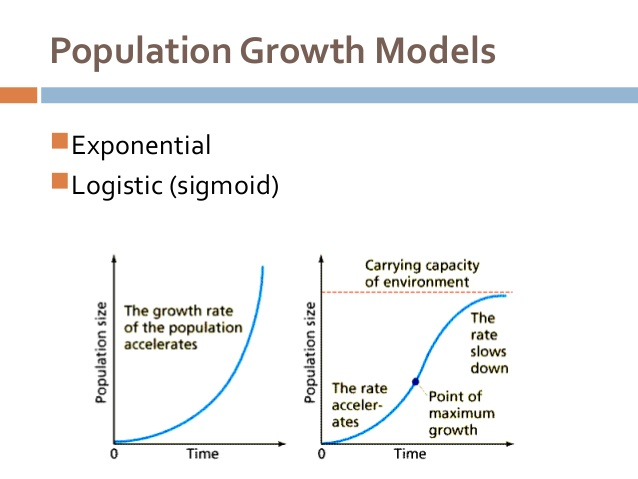 Population Growth Models
Exponential
Logistic (sigmoid)
The growth rate
of the population
accelerates
Population size
0
Time
Carrying capacity
of environment
The
rate
slows
down
The rate
acceler-
ates
Point of
maximum
growth
Population size
0
Time